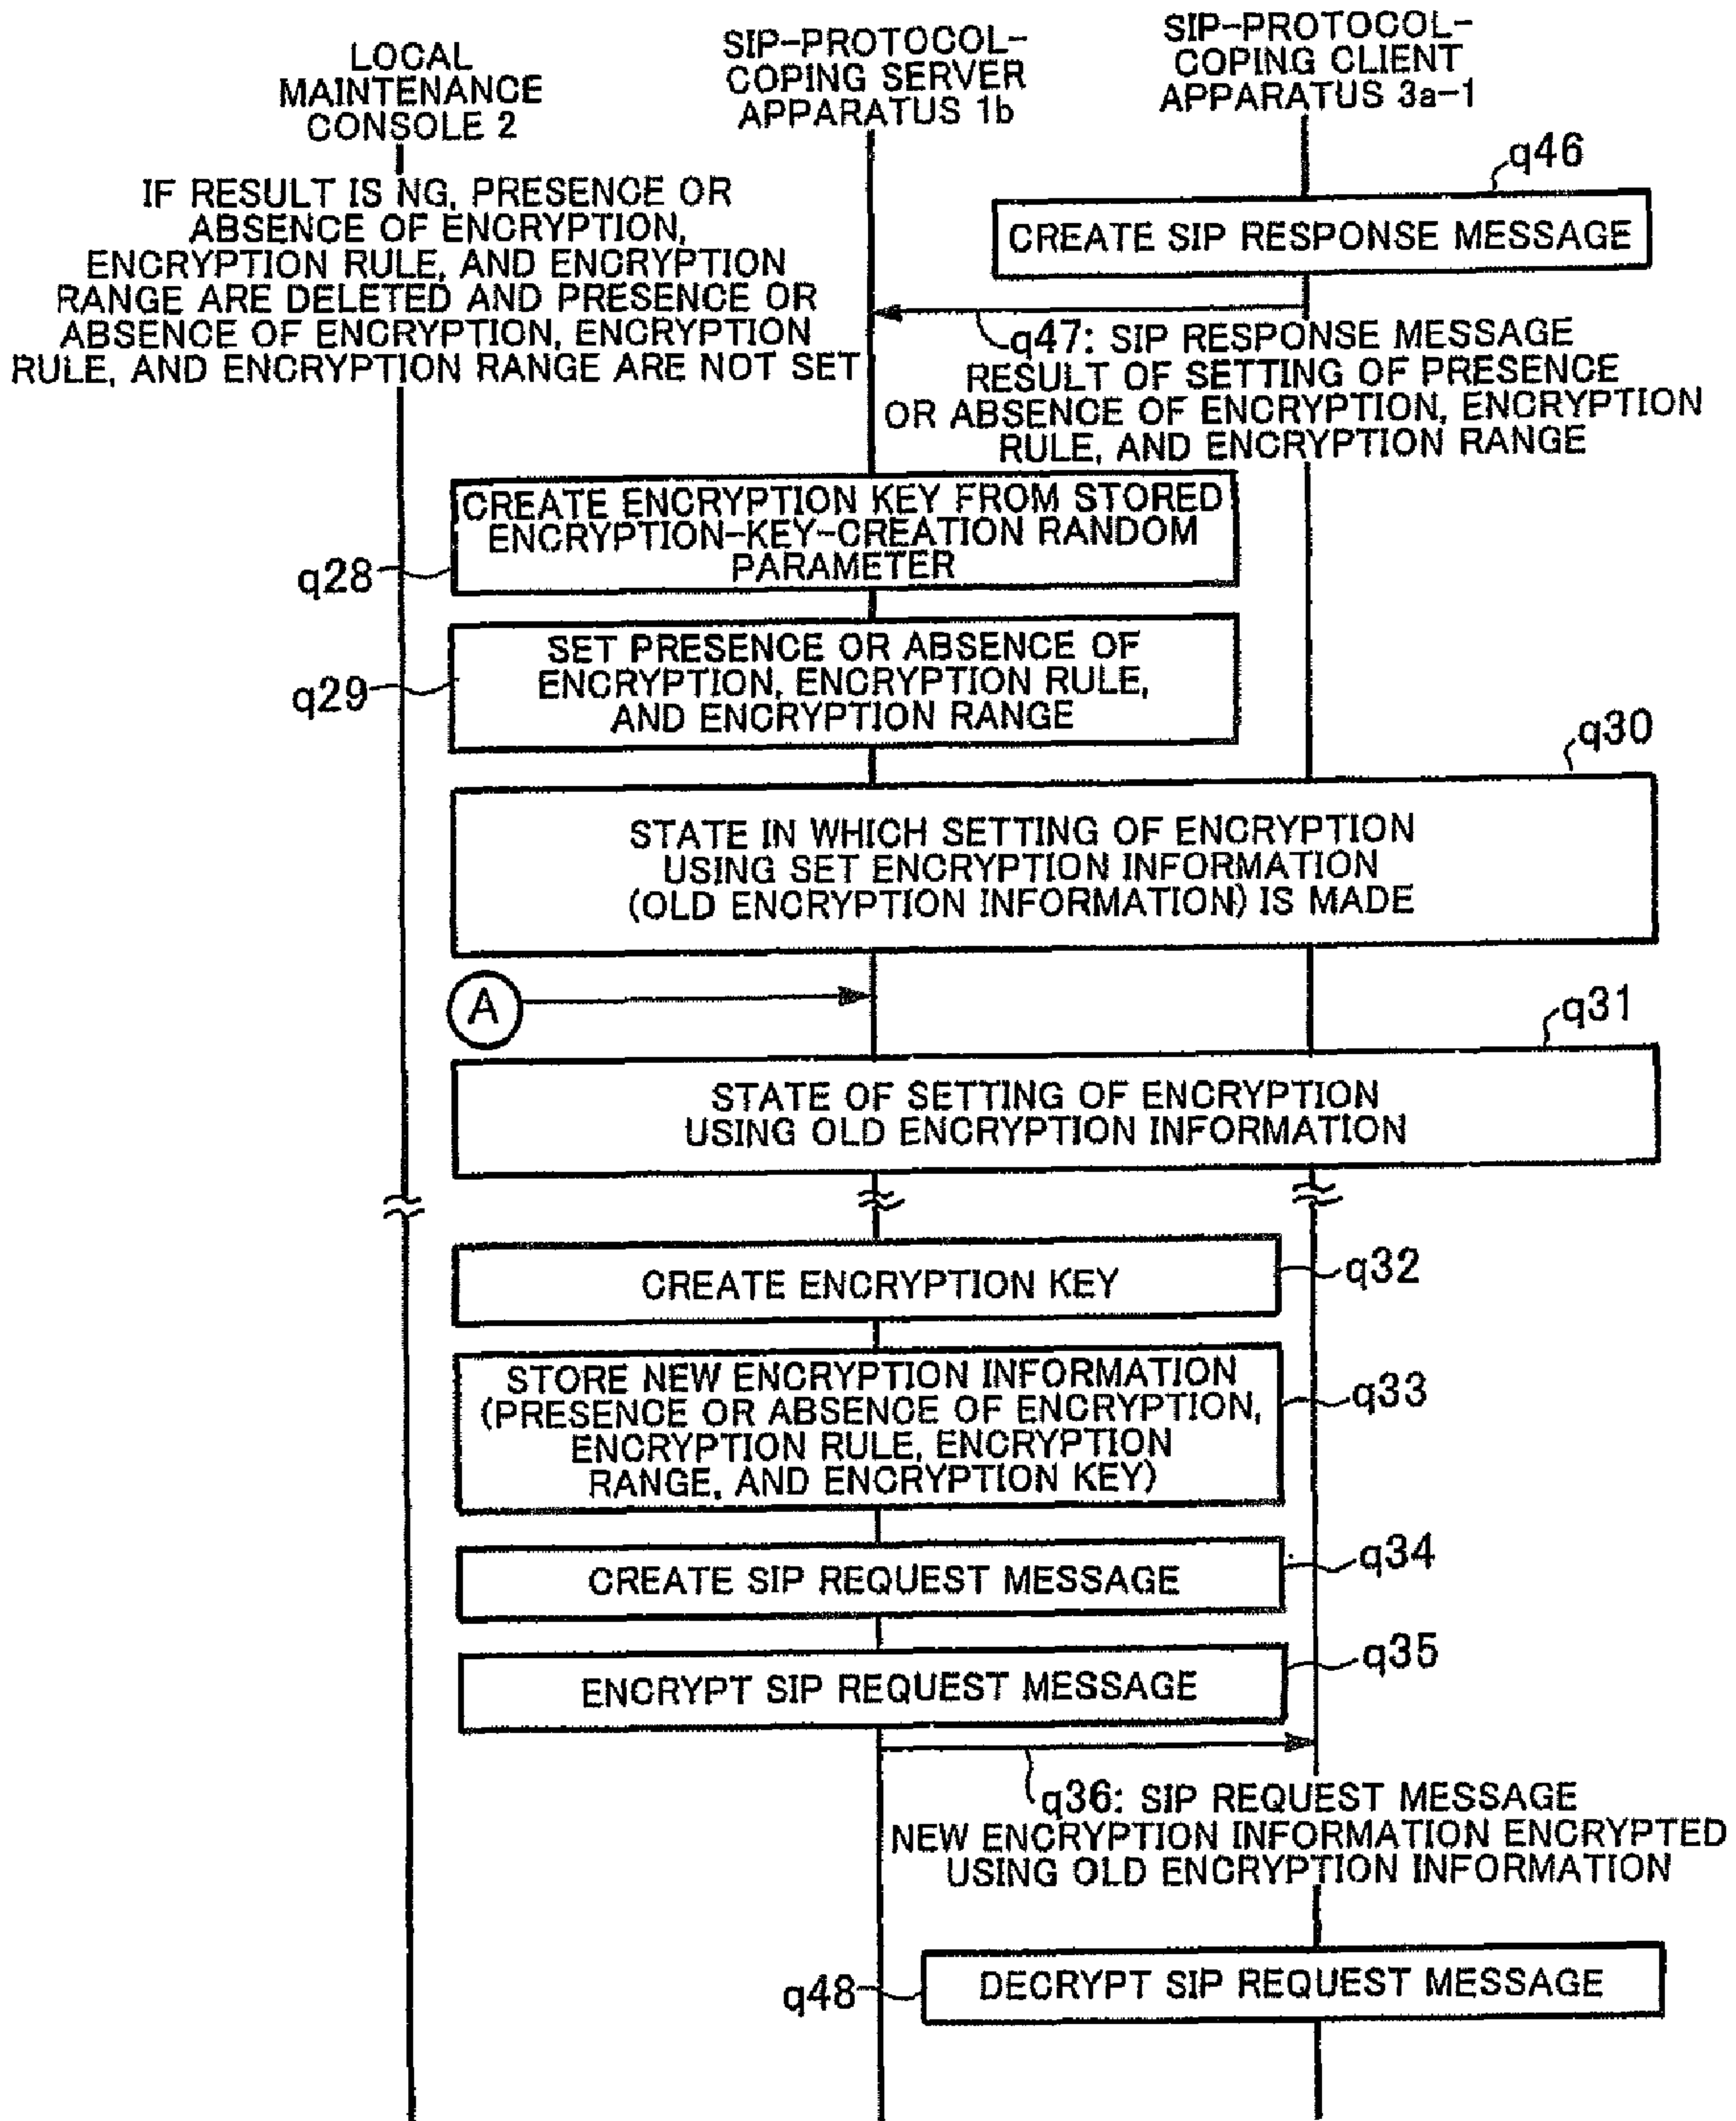 LOCAL
MAINTENANCE
CONSOLE 2
SIP-PROTOCOL-
COPING SERVER
APPARATUS 1b
SIP-PROTOCOL-
COPING CLIENT
APPARATUS 3a-1
IF RESULT IS NG, PRESENCE OR
ABSENCE OF ENCRYPTION,
ENCRYPTION RULE, AND ENCRYPTION
RANGE ARE DELETED AND PRESENCE OR
ABSENCE OF ENCRYPTION, ENCRYPTION
RULE, AND ENCRYPTION RANGE ARE NOT SET
q46
CREATE SIP RESPONSE MESSAGE
q47: SIP RESPONSE MESSAGE
RESULT OF SETTING OF PRESENCE
OR ABSENCE OF ENCRYPTION, ENCRYPTION
RULE, AND ENCRYPTION RANGE
CREATE ENCRYPTION KEY FROM STORED
ENCRYPTION-KEY-CREATION RANDOM
PARAMETER
q28
SET PRESENCE OR ABSENCE OF
ENCRYPTION, ENCRYPTION RULE,
AND ENCRYPTION RANGE
q29
q30
STATE IN WHICH SETTING OF ENCRYPTION
USING SET ENCRYPTION INFORMATION
(OLD ENCRYPTION INFORMATION) IS MADE
A
q31
STATE OF SETTING OF ENCRYPTION
USING OLD ENCRYPTION INFORMATION
CREATE ENCRYPTION KEY
q32
STORE NEW ENCRYPTION INFORMATION
(PRESENCE OR ABSENCE OF ENCRYPTION,
ENCRYPTION RULE, ENCRYPTION
RANGE, AND ENCRYPTION KEY)
q33
CREATE SIP REQUEST MESSAGE
q34
ENCRYPT SIP REQUEST MESSAGE
q35
q36: SIP REQUEST MESSAGE
NEW ENCRYPTION INFORMATION ENCRYPTED
USING OLD ENCRYPTION INFORMATION
q48
DECRYPT SIP REQUEST MESSAGE